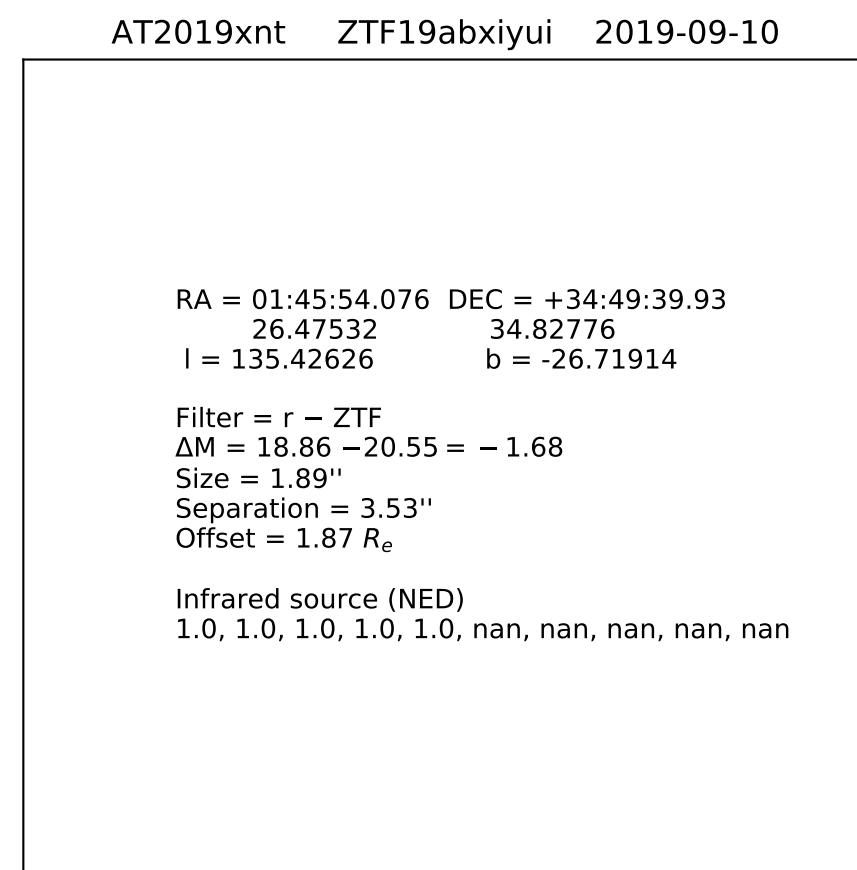 AT2019xnt ZTF19abxiyui 2019-09-10
RA = 01:45:54.076 DEC = +34:49:39.93
26.47532 34.82776
l = 135.42626 b = -26.71914
Filter = r − ZTF
ΔM = 18.86 −20.55 = − 1.68
Size = 1.89''
Separation = 3.53''
Offset = 1.87 Re
Infrared source (NED)
1.0, 1.0, 1.0, 1.0, 1.0, nan, nan, nan, nan, nan